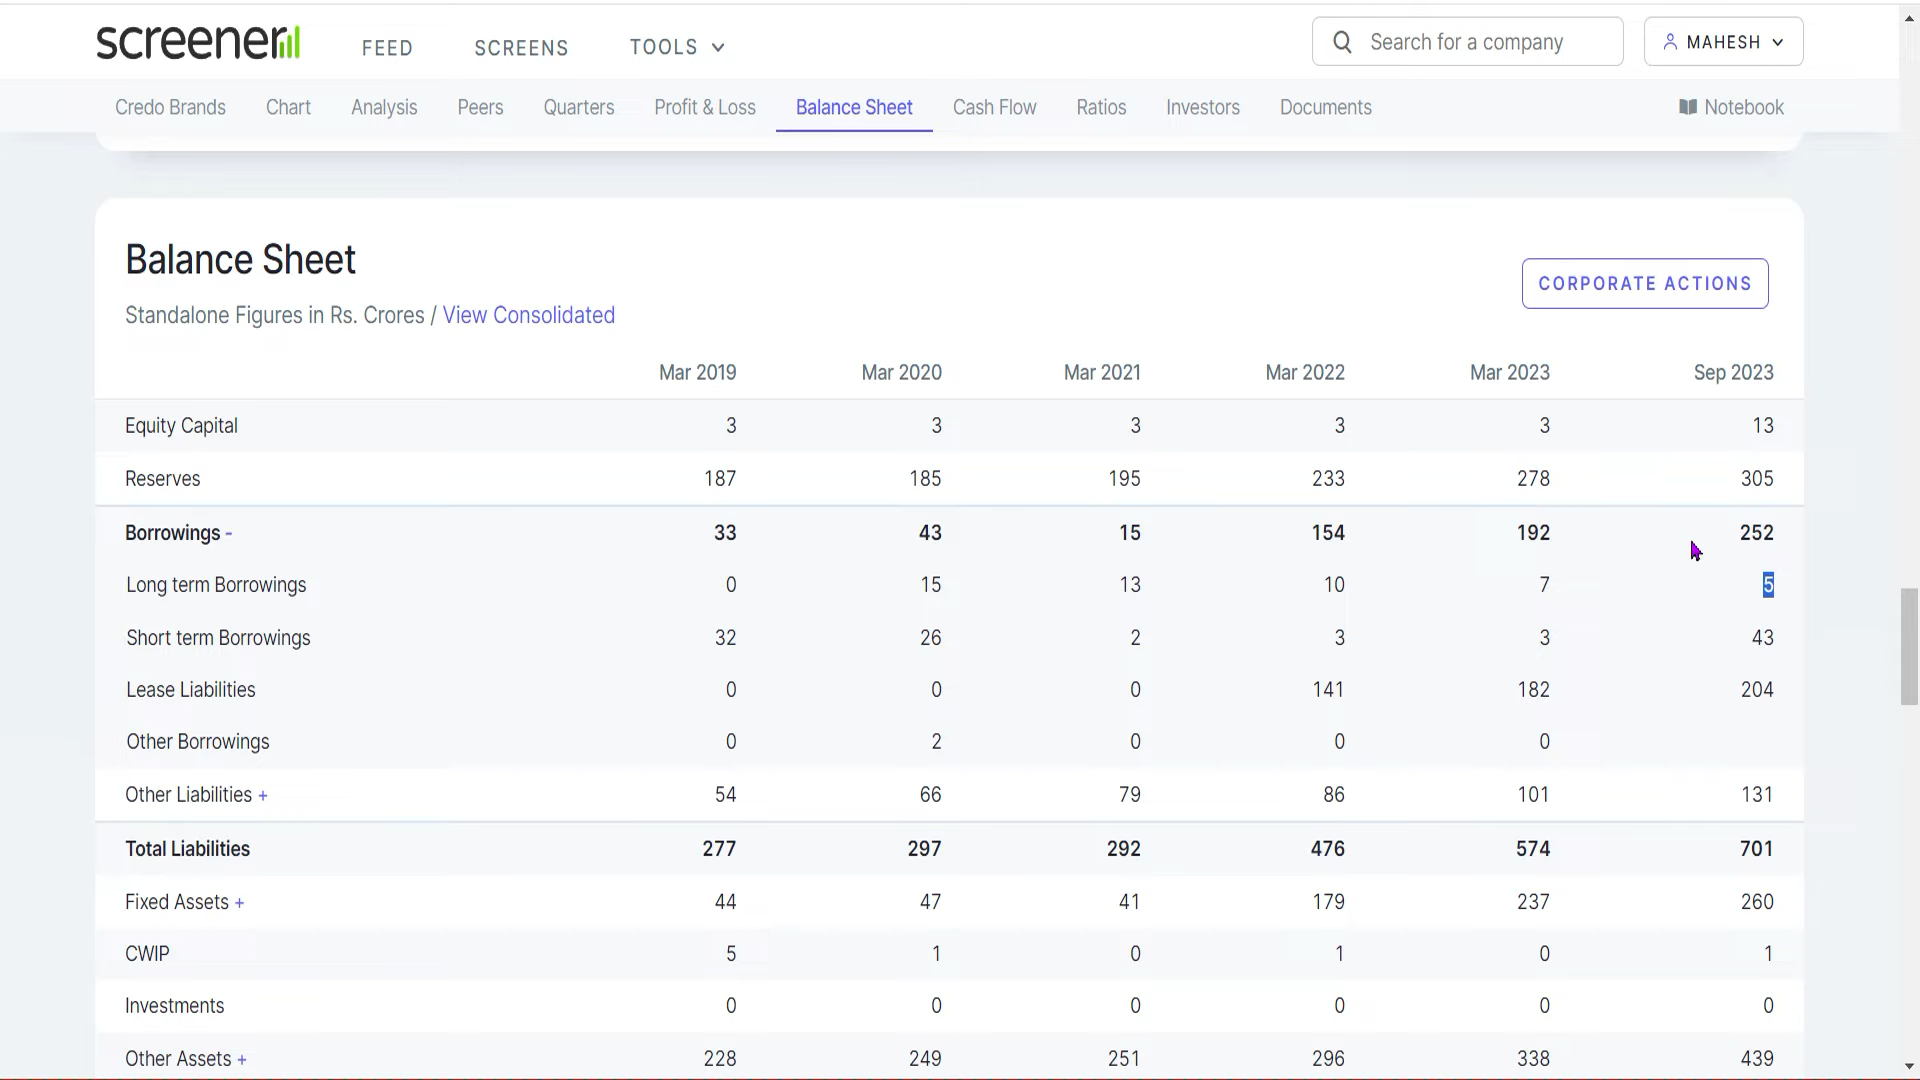 screener FEED SCREENS TOOLS Search for a company MAHESH
Credo Brands Chart Analysis Peers Quarters Profit & Loss Balance Sheet Cash Flow Ratios Investors Documents Notebook
Balance Sheet
CORPORATE ACTIONS
Standalone Figures in Rs. Crores / View Consolidated
Mar 2019 Mar 2020 Mar 2021 Mar 2022 Mar 2023 Sep 2023
Equity Capital 3 3 3 3 3 13
Reserves 187 185 195 233 278 305
Borrowings - 33 43 15 154 192 252
Long term Borrowings 0 15 13 10 7 5
Short term Borrowings 32 26 2 3 3 43
Lease Liabilities 0 0 0 141 182 204
Other Borrowings 0 2 0 0 0
Other Liabilities + 54 66 79 86 101 131
Total Liabilities 277 297 292 476 574 701
Fixed Assets + 44 47 41 179 237 260
CWIP 5 1 0 1 0 1
Investments 0 0 0 0 0 0
Other Assets + 228 249 251 296 338 439